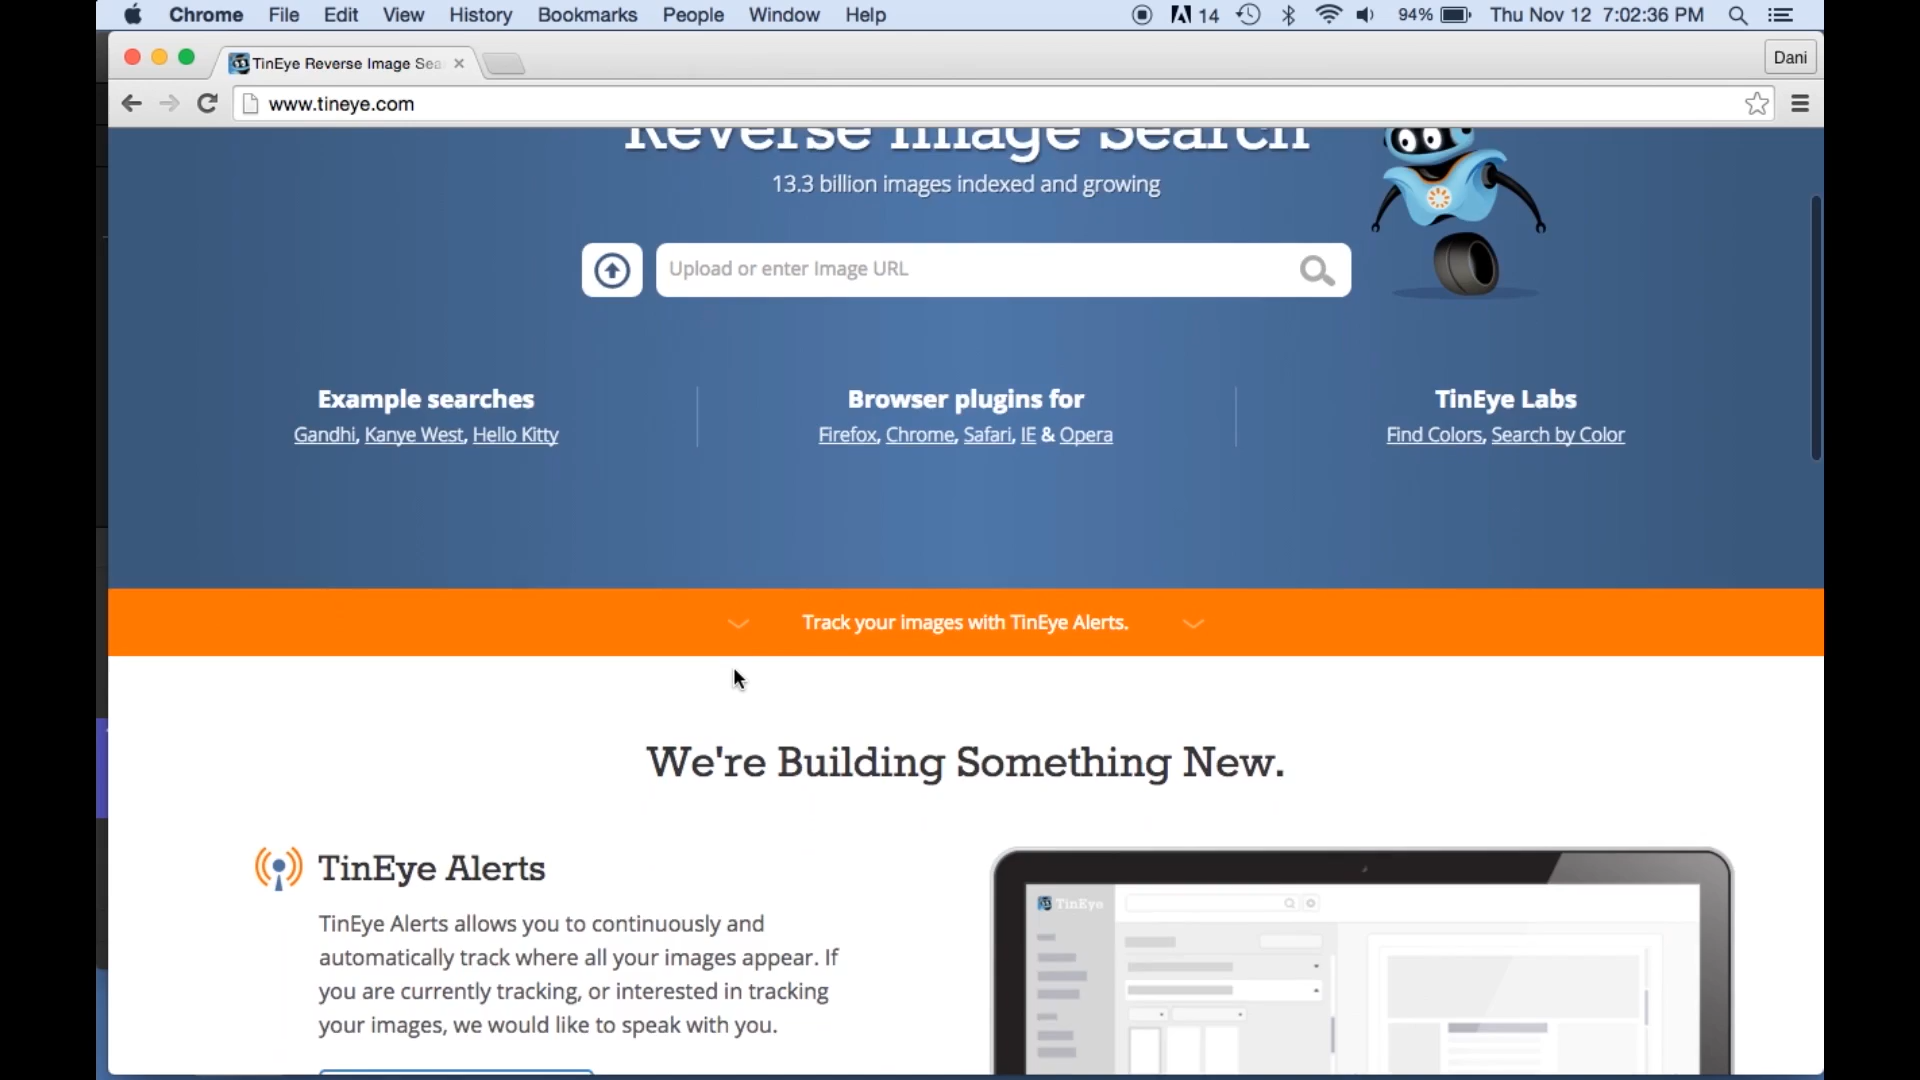 Chrome File Edit View History Bookmarks People Window Help 14 94% Thu Nov 12 7:02:36 PM
TinEye Reverse Image Sea Dani
www.tineye.com
Reverse Image Search
13.3 billion images indexed and growing
Upload or enter Image URL
Example searches
Gandhi, Kanye West, Hello Kitty
Browser plugins for
Firefox, Chrome, Safari, IE & Opera
TinEye Labs
Find Colors, Search by Color
Track your images with TinEye Alerts.
We're Building Something New.
TinEye Alerts
TinEye Alerts allows you to continuously and
automatically track where all your images appear. If
you are currently tracking, or interested in tracking
your images, we would like to speak with you.
TinEye